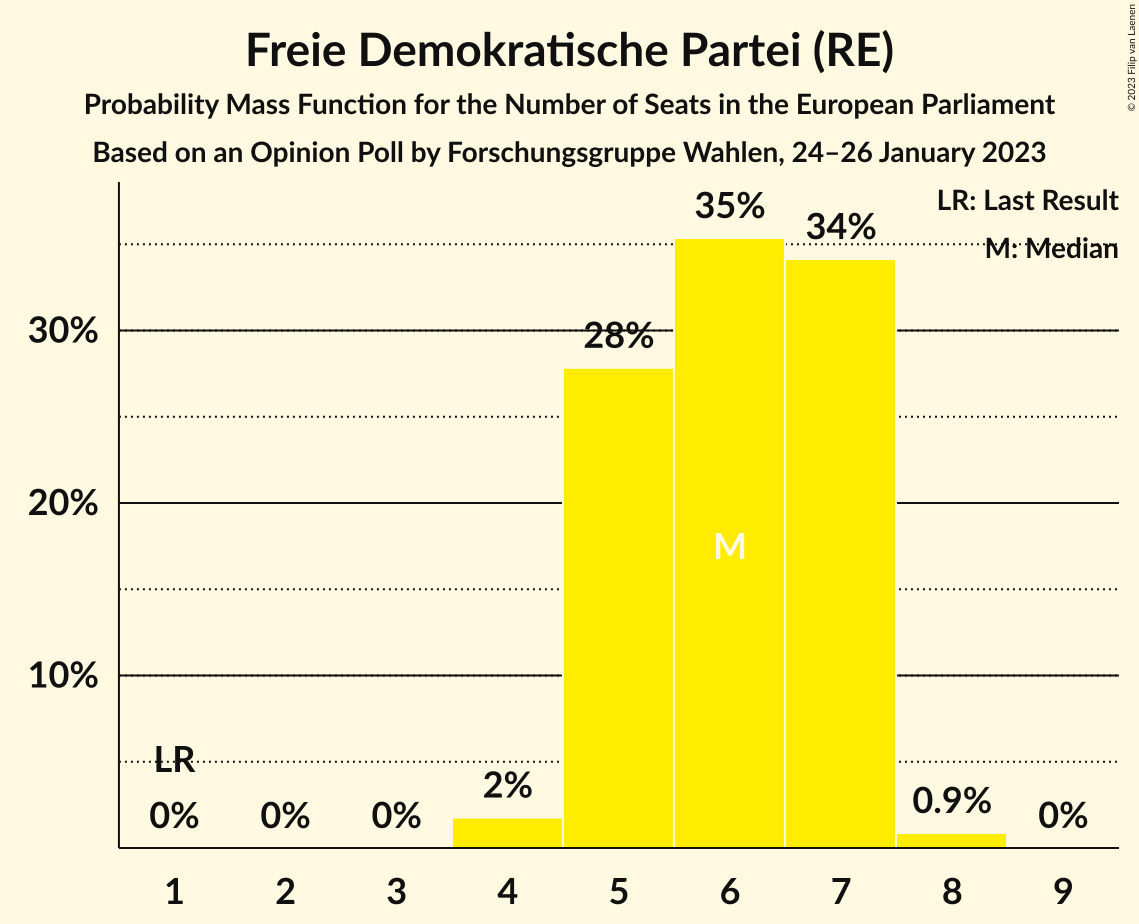 Freie Demokratische Partei (RE)
Probability Mass Function for the Number of Seats in the European Parliament
Based on an Opinion Poll by Forschungsgruppe Wahlen, 24–26 January 2023
© 2023 Filip van Laenen
LR: Last Result
M: Median
35%
34%
28%
30%
20%
10%
M
LR
0%
0%
0%
2%
0.9%
0%
1 2 3 4 5 6 7 8 9